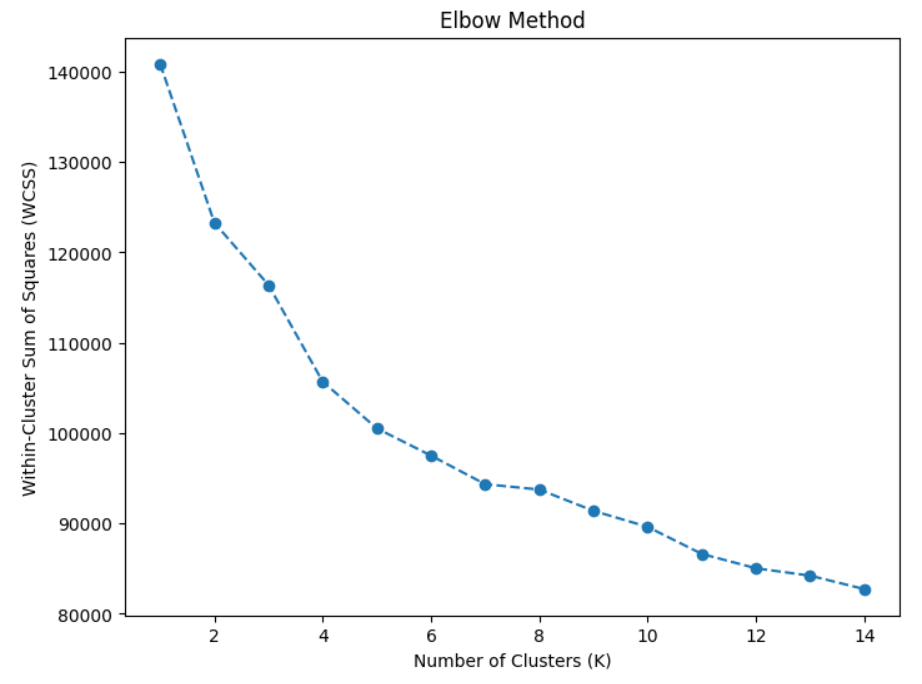 Elbow Method
140000
130000
120000
110000
100000
90000
80000
Within-Cluster Sum of Squares (WCSS)
2 4 6 8 10 12 14
Number of Clusters (K)